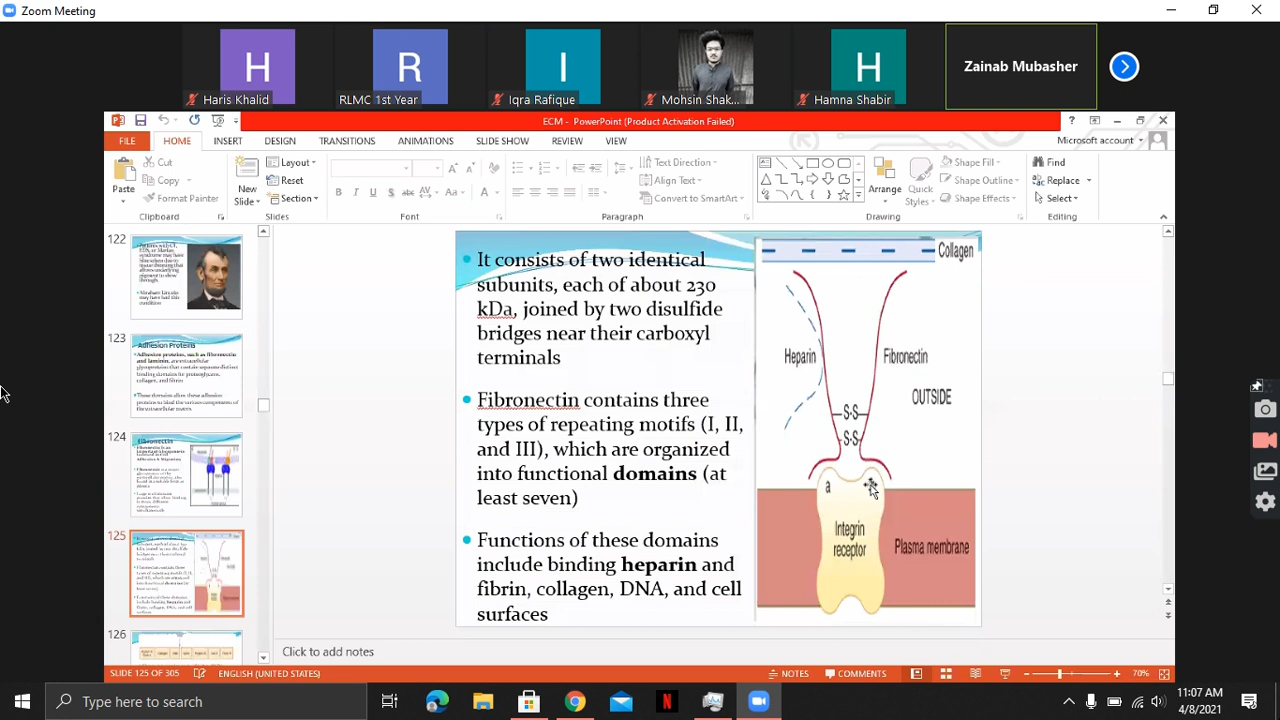 Zoom Meeting
H
R
I
H
Zainab Mubasher
Haris Khalid
RLMC 1st Year
Iqra Rafique
Mohsin Shak...
Hamna Shabir
ECM - PowerPoint (Product Activation Failed)
FILE
HOME
INSERT
DESIGN
TRANSITIONS
ANIMATIONS
SLIDE SHOW
REVIEW
VIEW
Microsoft account
Paste
Cut
Copy
Format Painter
Clipboard
New
Slide
Layout
Reset
Section
Slides
Font
Text Direction
Align Text
Convert to SmartArt
Paragraph
Arrange
Quick
Styles
Shape Fill
Shape Outline
Shape Effects
Drawing
Find
Replace
Select
Editing
122
Abraham Lincoln
may have had this
condition
123
Adhesion Proteins
124
125
126
It consists of two identical
subunits, each of about 230
kDa, joined by two disulfide
bridges near their carboxyl
terminals
Fibronectin contains three
types of repeating motifs (I, II,
and III), which are organized
into functional domains (at
least seven)
Functions of these domains
include binding heparin and
fibrin, collagen, DNA, and cell
surfaces
Collagen
Heparin
Fibronectin
OUTSIDE
S-S
S-S
a
Integrin
receptor
Plasma membrane
Click to add notes
SLIDE 125 OF 305
ENGLISH (UNITED STATES)
NOTES
COMMENTS
70%
Type here to search
11:07 AM
4/8/2021